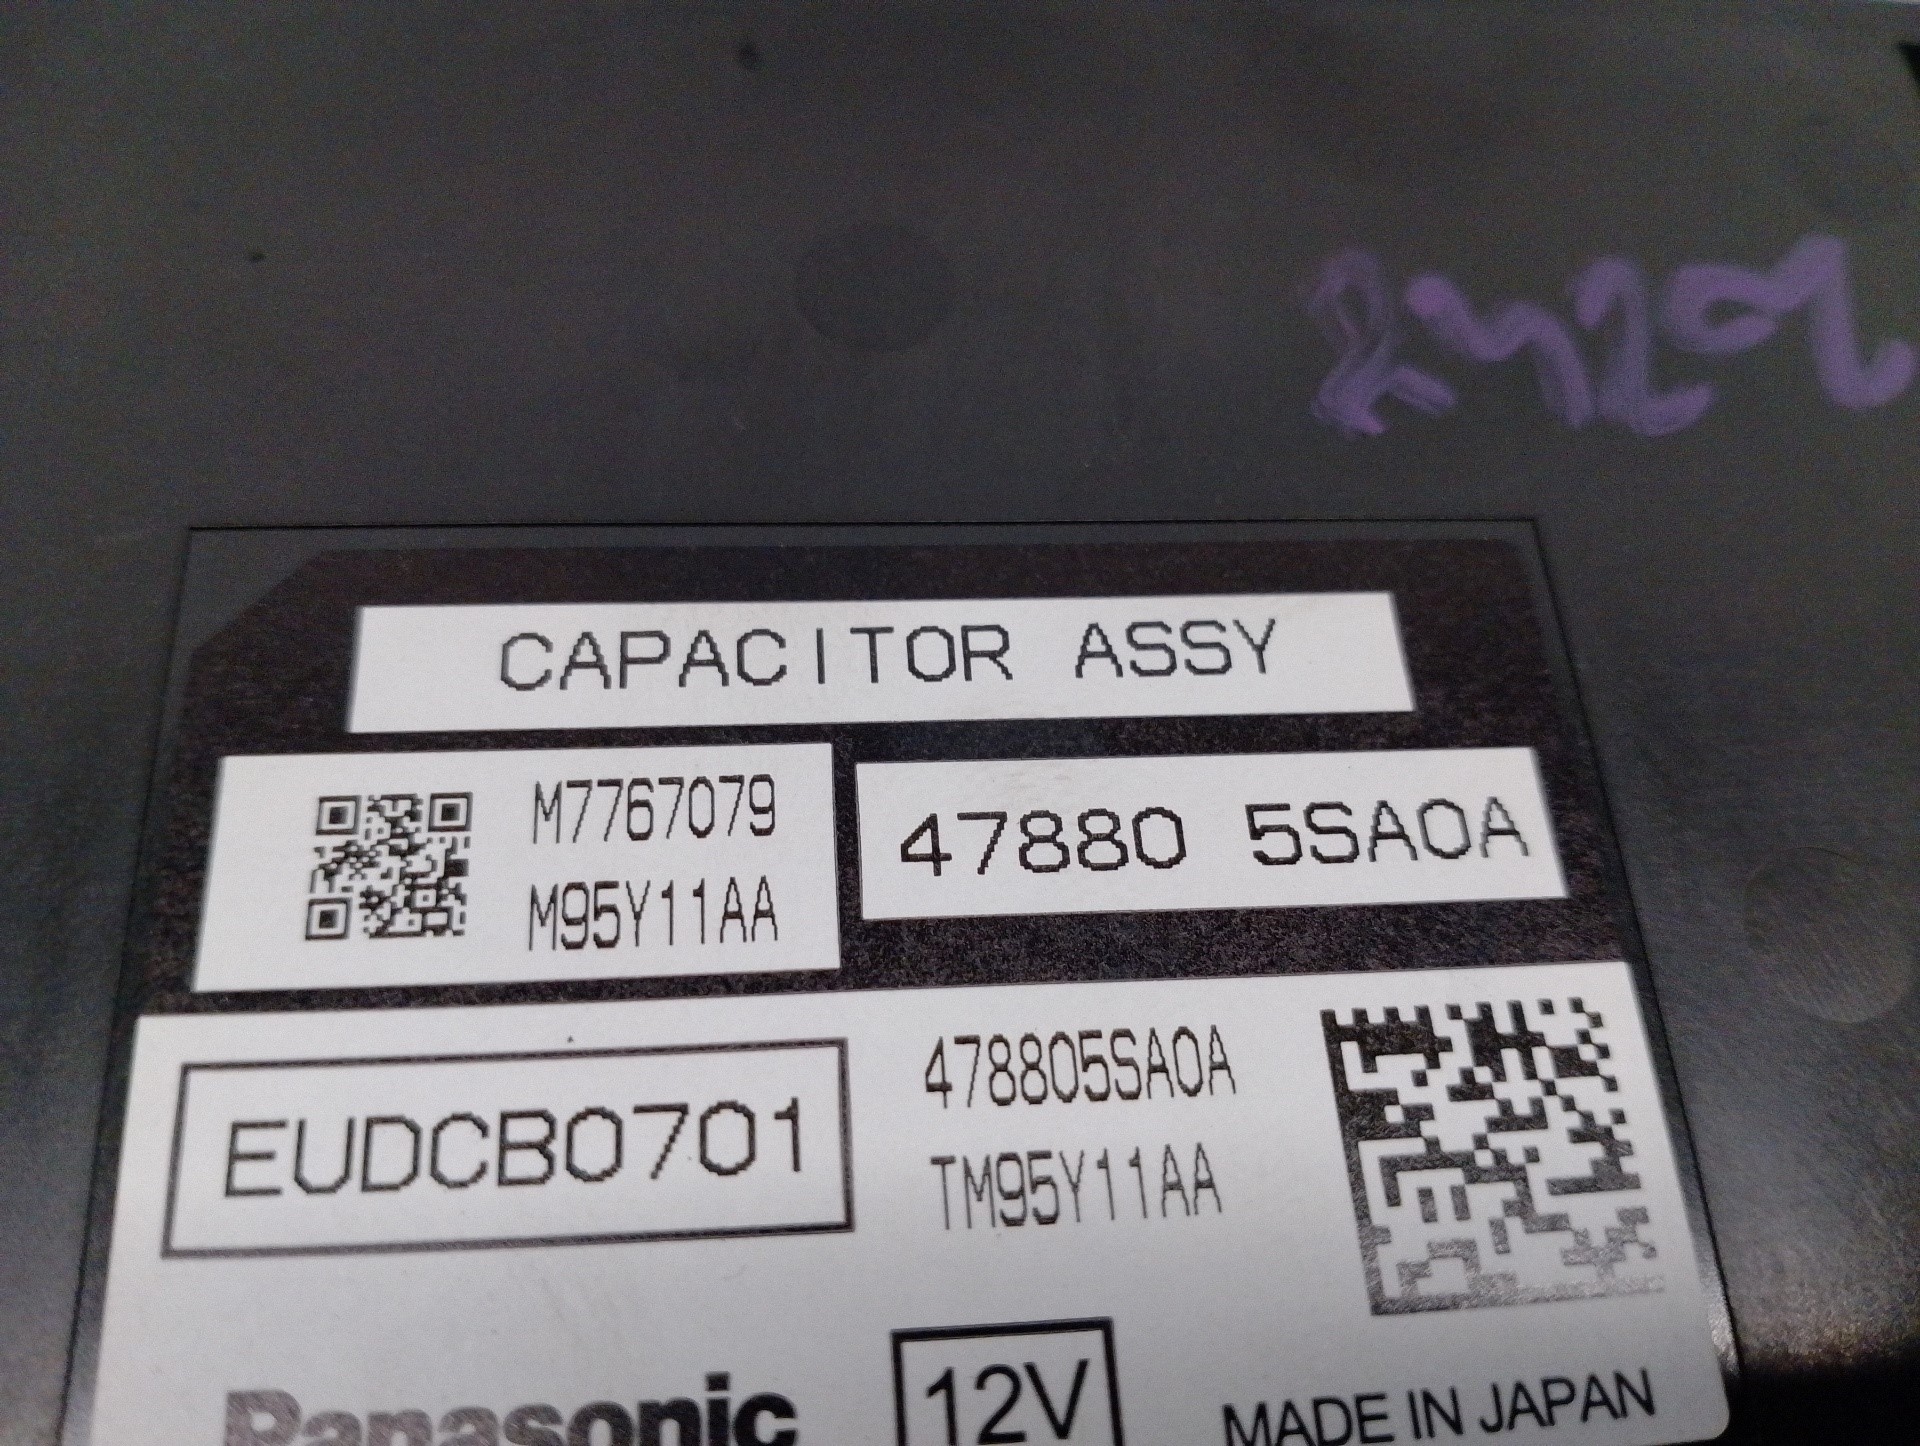 CAPACITOR ASSY
M7767079
M95Y11AA
47880 5SA0A
EUDCB0701
478805SA0A
TM95Y11AA
Panasonic
12V
MADE IN JAPAN